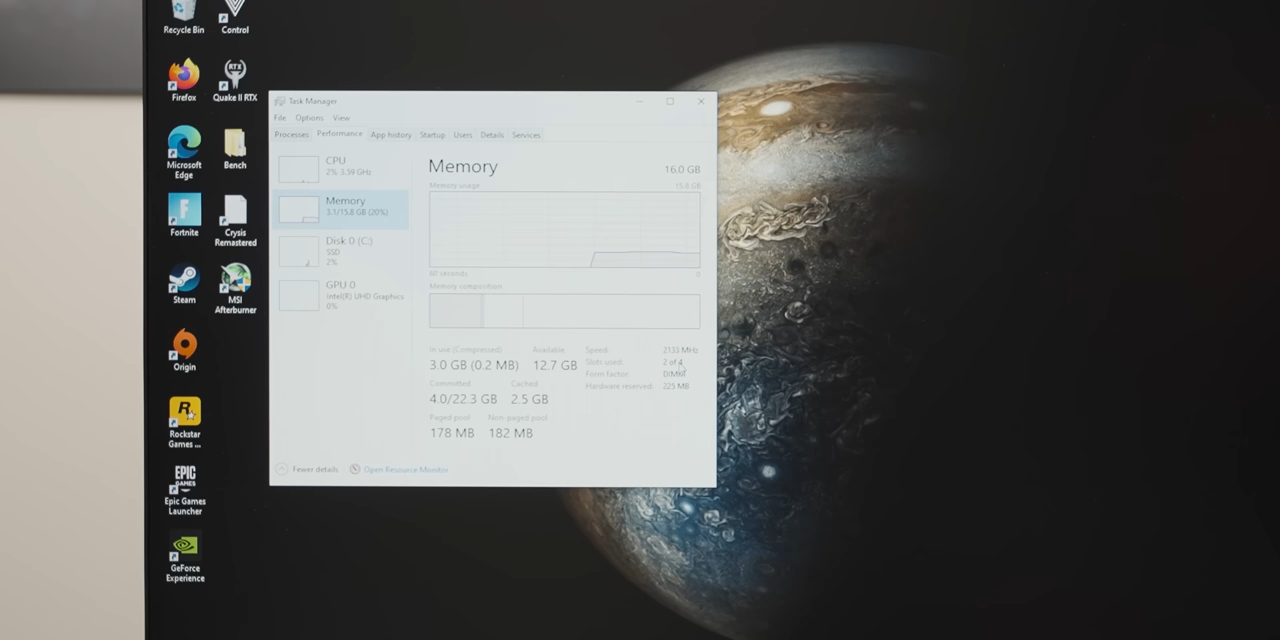 Recycle Bin
Control
Firefox
RTX
Quake II RTX
Microsoft
Edge
Bench
F
Fortnite
Crysis
Remastered
Steam
MSI
Afterburner
Origin
R
Rockstar
Games ...
EPIC
GAMES
Epic Games
Launcher
GeForce
Experience
Task Manager
File Options View
Processes Performance App history Startup Users Details Services
CPU
2% 3.59 GHz
Memory
3.1/15.8 GB (20%)
Disk 0 (C:)
SSD
2%
GPU 0
Intel(R) UHD Graphics
0%
Memory 16.0 GB
Memory usage 15.8 GB
60 seconds 0
Memory composition
In use (Compressed) Available
3.0 GB (0.2 MB) 12.7 GB
Committed Cached
4.0/22.3 GB 2.5 GB
Paged pool Non-paged pool
178 MB 182 MB
Speed: 2133 MHz
Slots used: 2 of 4
Form factor: DIMM
Hardware reserved: 225 MB
Fewer details Open Resource Monitor